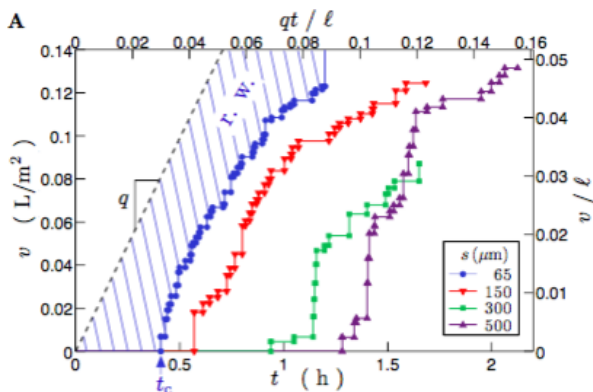 A
qt / ℓ
0 0.02 0.04 0.06 0.08 0.10 0.12 0.14 0.16
0.14
0.12
0.10
0.08
0.06
0.04
0.02
0
v ( L/m² )
0.05
0.04
0.03
0.02
0.01
0
v / ℓ
r. w.
q
s (μm)
65
150
300
500
0 0.5 1 1.5 2
t_c
t ( h )